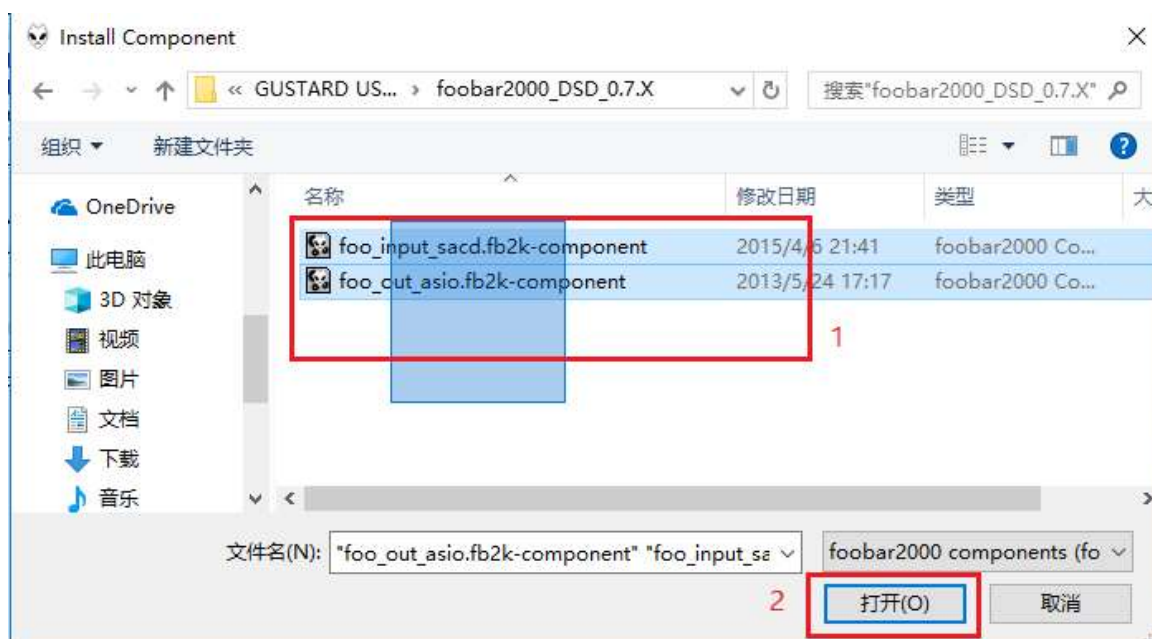 Install Component
« GUSTARD US... › foobar2000_DSD_0.7.X
搜索"foobar2000_DSD_0.7.X"
组织
新建文件夹
OneDrive
此电脑
3D 对象
视频
图片
文档
下载
音乐
名称 修改日期 类型 大
foo_input_sacd.fb2k-component 2015/4/6 21:41 foobar2000 Co...
foo_out_asio.fb2k-component 2013/5/24 17:17 foobar2000 Co...
1
文件名(N): "foo_out_asio.fb2k-component" "foo_input_sa
foobar2000 components (fo
2
打开(O)
取消